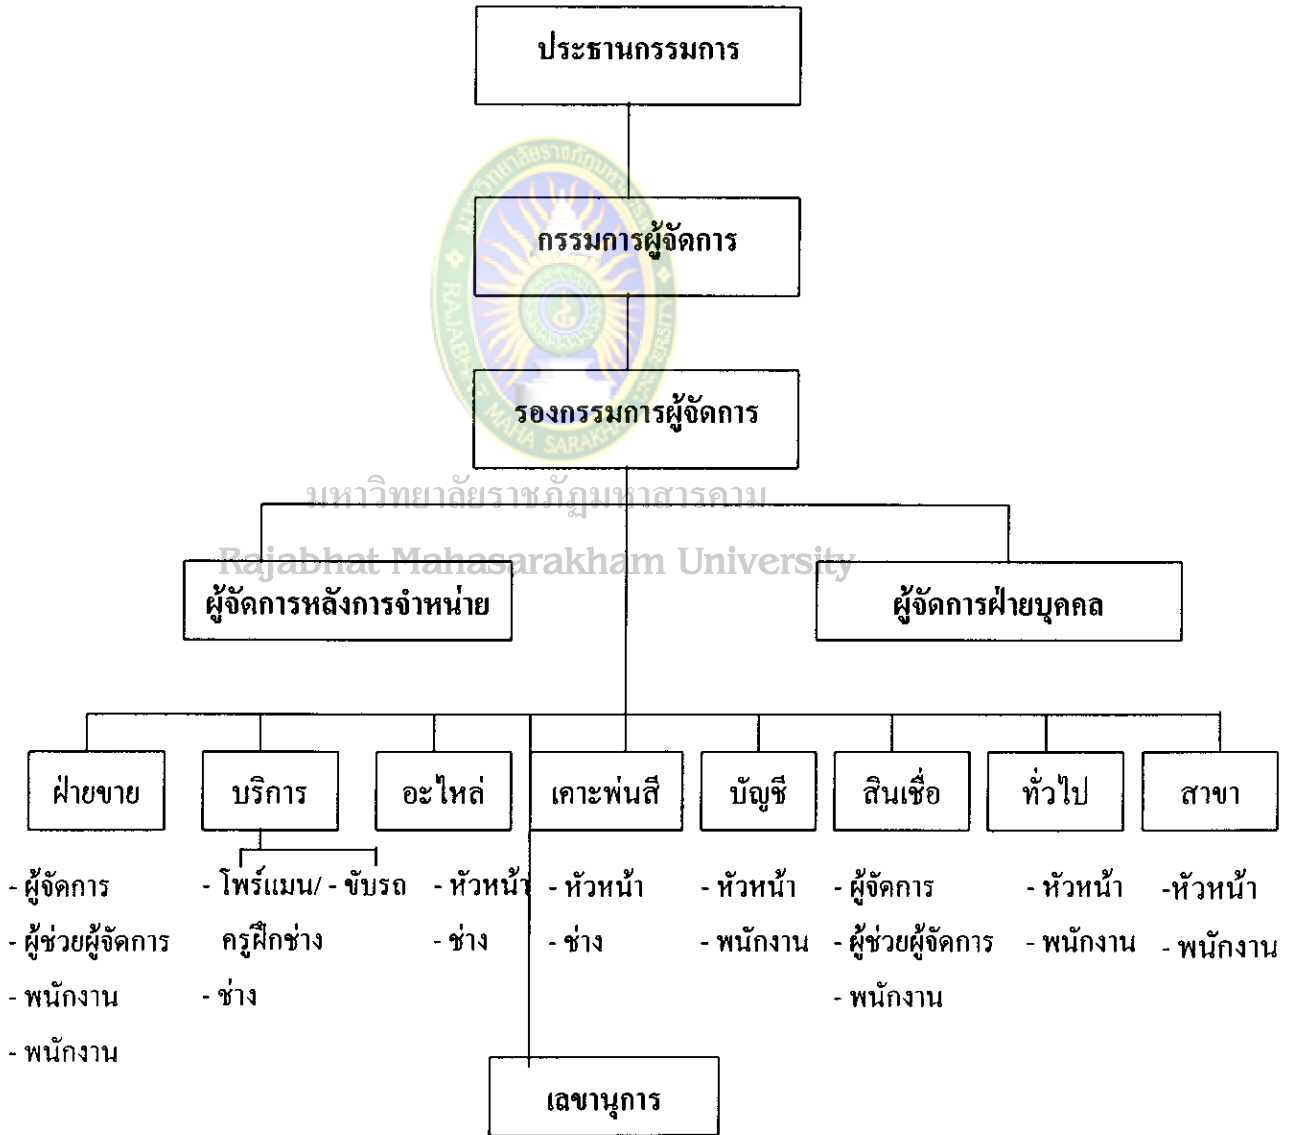 ประธานกรรมการ
กรรมการผู้จัดการ
รองกรรมการผู้จัดการ
มหาวิทยาลัยราชภัฏมหาสารคาม
Rajabhat Mahasarakham University
ผู้จัดการหลังการจำหน่าย ผู้จัดการฝ่ายบุคคล
ฝ่ายขาย บริการ อะไหล่ เคาะพ่นสี บัญชี สินเชื่อ ทั่วไป สาขา
- ผู้จัดการ - โฟร์แมน/ - ขับรถ - หัวหน้า - หัวหน้า - หัวหน้า - ผู้จัดการ - หัวหน้า -หัวหน้า
- ผู้ช่วยผู้จัดการ ครูฝึกช่าง - ช่าง - ช่าง - พนักงาน - ผู้ช่วยผู้จัดการ - พนักงาน - พนักงาน
- พนักงาน - ช่าง - พนักงาน
- พนักงาน
เลขานุการ